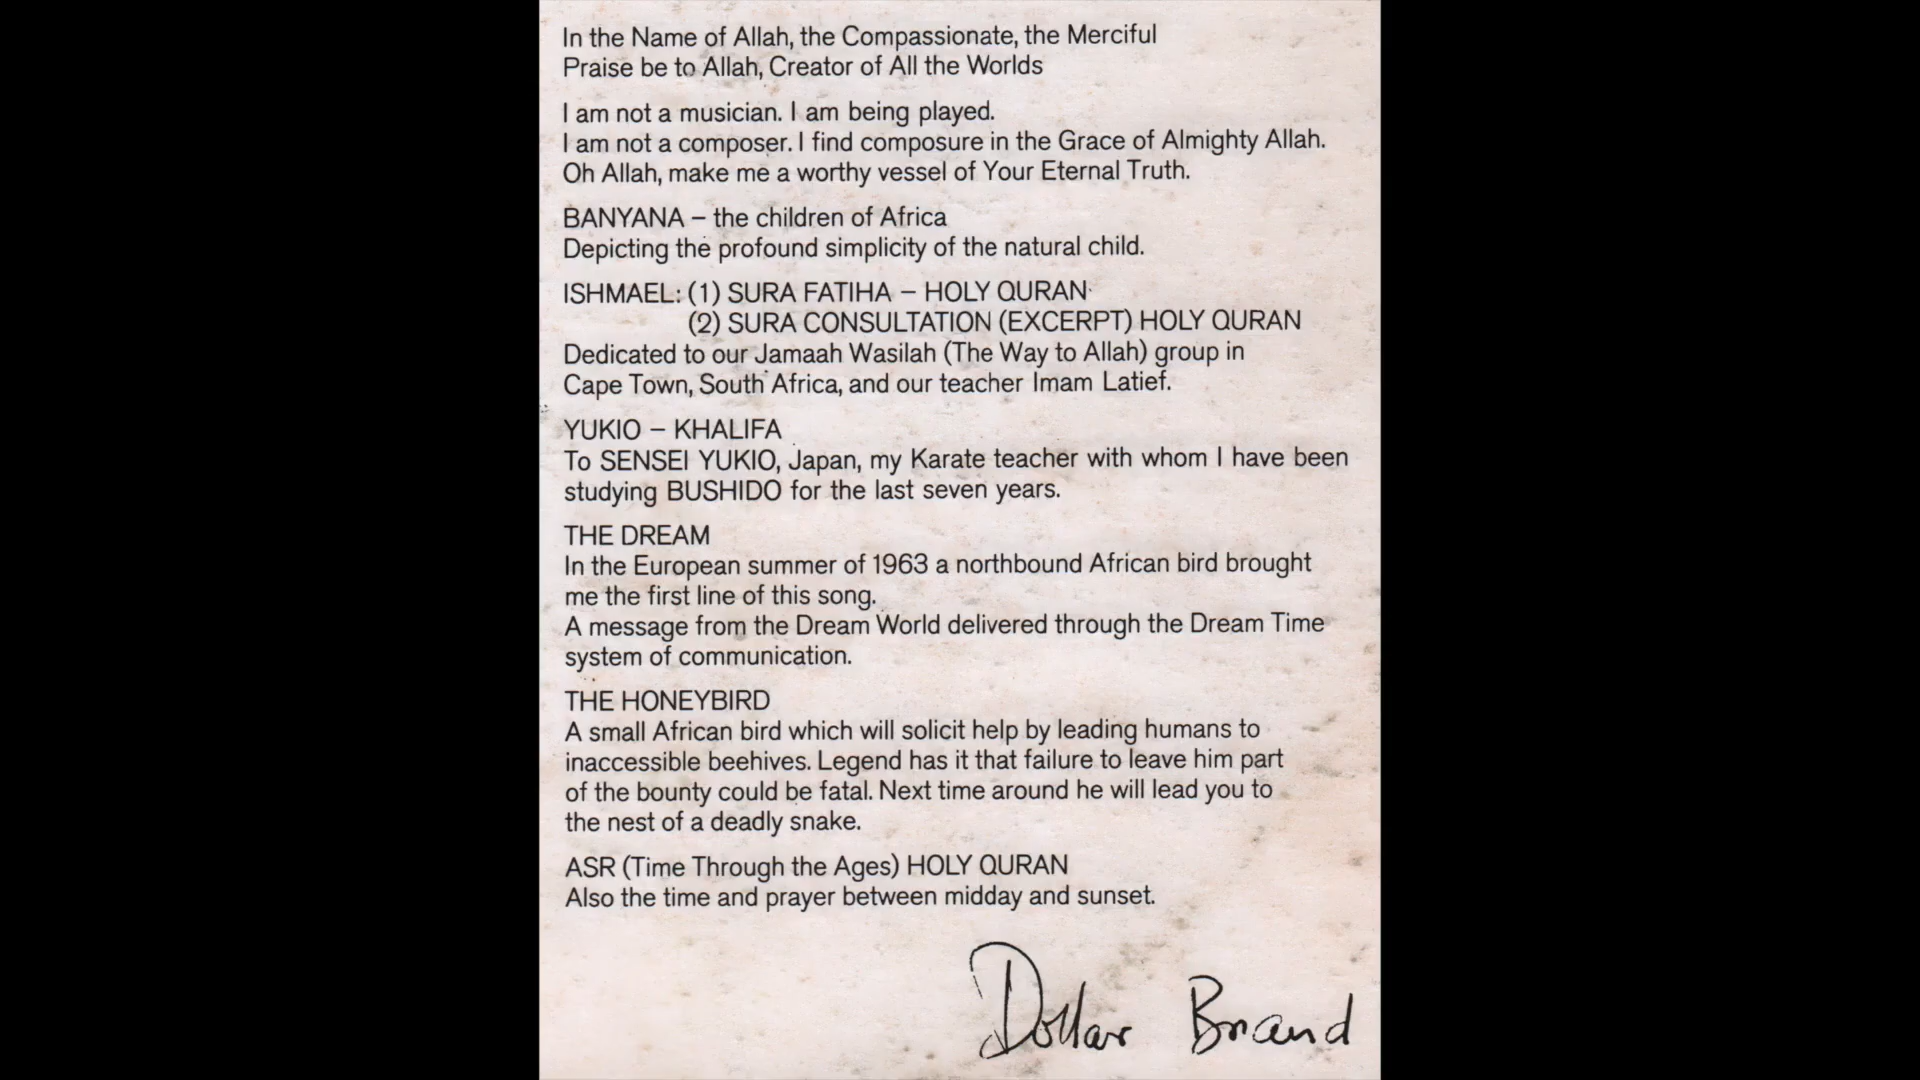 In the Name of Allah, the Compassionate, the Merciful
Praise be to Allah, Creator of All the Worlds
I am not a musician. I am being played.
I am not a composer. I find composure in the Grace of Almighty Allah.
Oh Allah, make me a worthy vessel of Your Eternal Truth.
BANYANA – the children of Africa
Depicting the profound simplicity of the natural child.
ISHMAEL: (1) SURA FATIHA – HOLY QURAN
(2) SURA CONSULTATION (EXCERPT) HOLY QURAN
Dedicated to our Jamaah Wasilah (The Way to Allah) group in
Cape Town, South Africa, and our teacher Imam Latief.
YUKIO – KHALIFA
To SENSEI YUKIO, Japan, my Karate teacher with whom I have been
studying BUSHIDO for the last seven years.
THE DREAM
In the European summer of 1963 a northbound African bird brought
me the first line of this song.
A message from the Dream World delivered through the Dream Time
system of communication.
THE HONEYBIRD
A small African bird which will solicit help by leading humans to
inaccessible beehives. Legend has it that failure to leave him part
of the bounty could be fatal. Next time around he will lead you to
the nest of a deadly snake.
ASR (Time Through the Ages) HOLY QURAN
Also the time and prayer between midday and sunset.
Dollar Brand